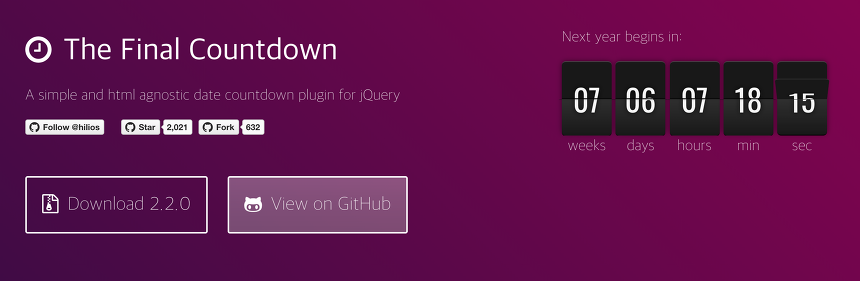 The Final Countdown
A simple and html agnostic date countdown plugin for jQuery
Follow @hilios Star 2,021 Fork 632
Download 2.2.0 View on GitHub
Next year begins in:
07 06 07 18 15
weeks days hours min sec